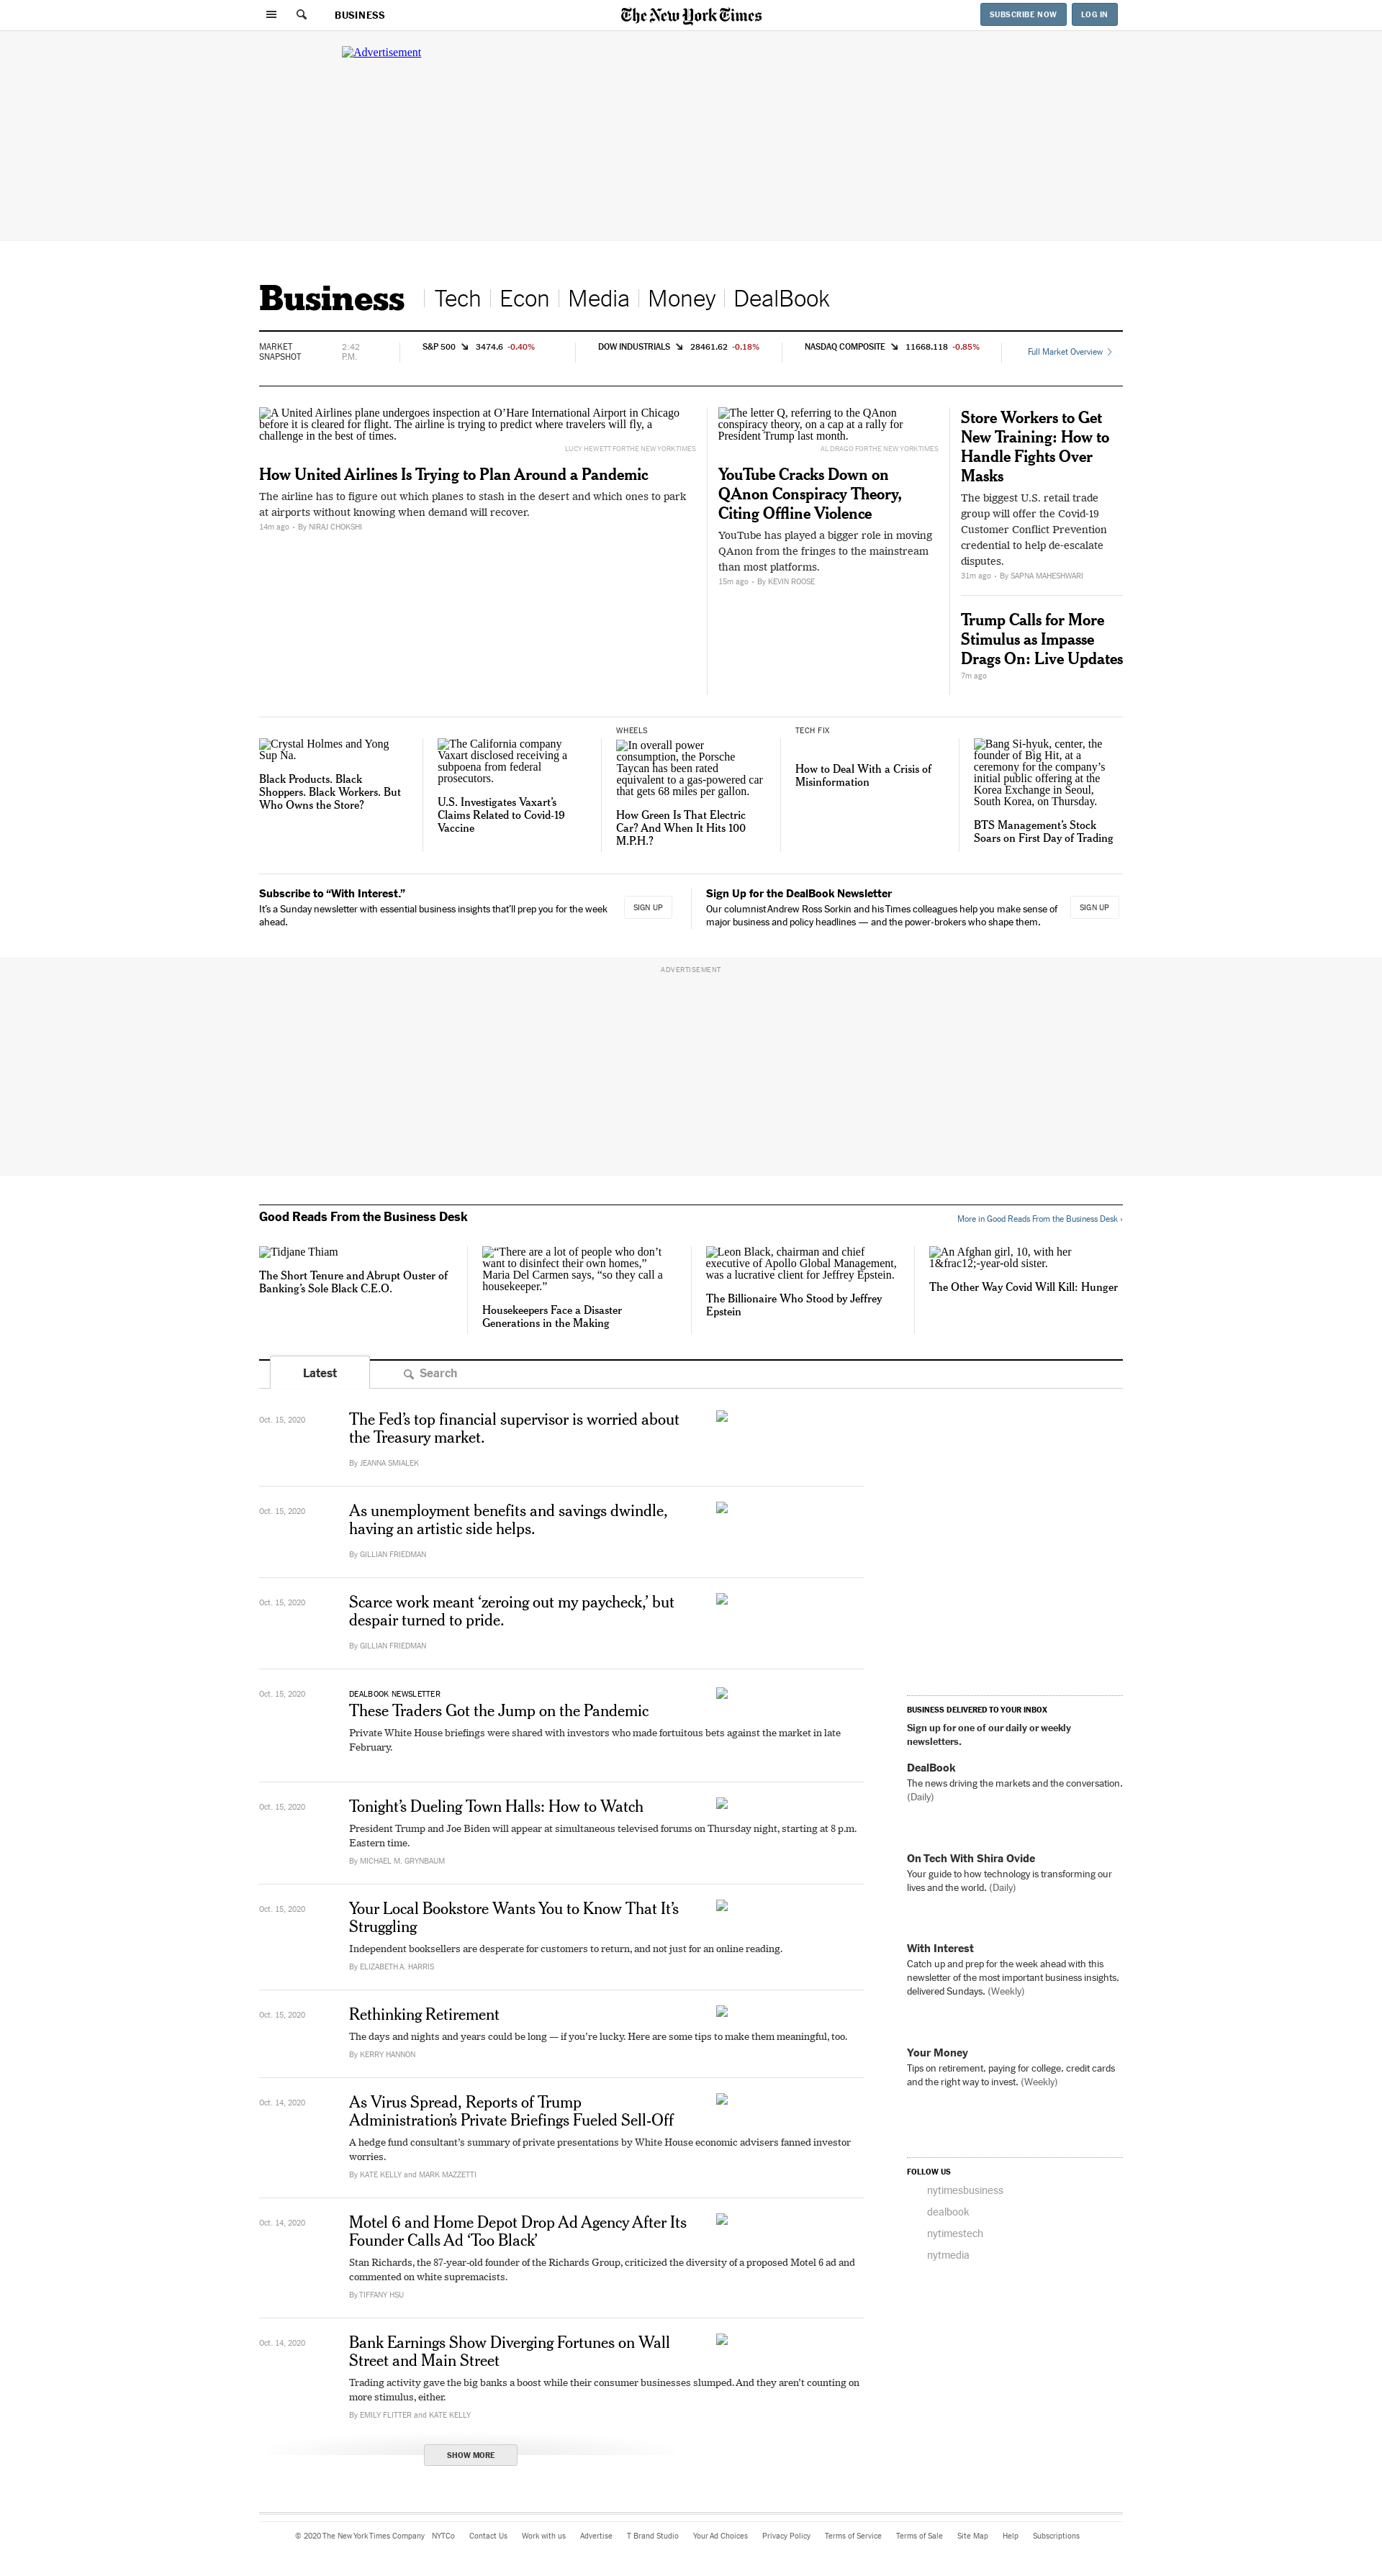 BUSINESS
The New York Times
SUBSCRIBE NOW
LOG IN
Advertisement
Business
Tech
Econ
Media
Money
DealBook
MARKET
SNAPSHOT
2:42
P.M.
S&P 500 3474.6 -0.40%
DOW INDUSTRIALS 28461.62 -0.18%
NASDAQ COMPOSITE 11668.118 -0.85%
Full Market Overview
A United Airlines plane undergoes inspection at O’Hare International Airport in Chicago
before it is cleared for flight. The airline is trying to predict where travelers will fly, a
challenge in the best of times.
LUCY HEWETT FOR THE NEW YORK TIMES
How United Airlines Is Trying to Plan Around a Pandemic
The airline has to figure out which planes to stash in the desert and which ones to park
at airports without knowing when demand will recover.
14m ago • By NIRAJ CHOKSHI
The letter Q, referring to the QAnon
conspiracy theory, on a cap at a rally for
President Trump last month.
AL DRAGO FOR THE NEW YORK TIMES
YouTube Cracks Down on
QAnon Conspiracy Theory,
Citing Offline Violence
YouTube has played a bigger role in moving
QAnon from the fringes to the mainstream
than most platforms.
15m ago • By KEVIN ROOSE
Store Workers to Get
New Training: How to
Handle Fights Over
Masks
The biggest U.S. retail trade
group will offer the Covid-19
Customer Conflict Prevention
credential to help de-escalate
disputes.
31m ago • By SAPNA MAHESHWARI
Trump Calls for More
Stimulus as Impasse
Drags On: Live Updates
7m ago
Crystal Holmes and Yong
Sup Na.
Black Products. Black
Shoppers. Black Workers. But
Who Owns the Store?
The California company
Vaxart disclosed receiving a
subpoena from federal
prosecutors.
U.S. Investigates Vaxart’s
Claims Related to Covid-19
Vaccine
WHEELS
In overall power
consumption, the Porsche
Taycan has been rated
equivalent to a gas-powered car
that gets 68 miles per gallon.
How Green Is That Electric
Car? And When It Hits 100
M.P.H.?
TECH FIX
How to Deal With a Crisis of
Misinformation
Bang Si-hyuk, center, the
founder of Big Hit, at a
ceremony for the company’s
initial public offering at the
Korea Exchange in Seoul,
South Korea, on Thursday.
BTS Management’s Stock
Soars on First Day of Trading
Subscribe to “With Interest.”
It’s a Sunday newsletter with essential business insights that’ll prep you for the week
ahead.
SIGN UP
Sign Up for the DealBook Newsletter
Our columnist Andrew Ross Sorkin and his Times colleagues help you make sense of
major business and policy headlines — and the power-brokers who shape them.
SIGN UP
ADVERTISEMENT
Good Reads From the Business Desk
More in Good Reads From the Business Desk ›
Tidjane Thiam
The Short Tenure and Abrupt Ouster of
Banking’s Sole Black C.E.O.
“There are a lot of people who don’t
want to disinfect their own homes,”
Maria Del Carmen says, “so they call a
housekeeper.”
Housekeepers Face a Disaster
Generations in the Making
Leon Black, chairman and chief
executive of Apollo Global Management,
was a lucrative client for Jeffrey Epstein.
The Billionaire Who Stood by Jeffrey
Epstein
An Afghan girl, 10, with her
1&frac12;-year-old sister.
The Other Way Covid Will Kill: Hunger
Latest
Search
Oct. 15, 2020
The Fed’s top financial supervisor is worried about
the Treasury market.
By JEANNA SMIALEK
Oct. 15, 2020
As unemployment benefits and savings dwindle,
having an artistic side helps.
By GILLIAN FRIEDMAN
Oct. 15, 2020
Scarce work meant ‘zeroing out my paycheck,’ but
despair turned to pride.
By GILLIAN FRIEDMAN
Oct. 15, 2020
DEALBOOK NEWSLETTER
These Traders Got the Jump on the Pandemic
Private White House briefings were shared with investors who made fortuitous bets against the market in late
February.
Oct. 15, 2020
Tonight’s Dueling Town Halls: How to Watch
President Trump and Joe Biden will appear at simultaneous televised forums on Thursday night, starting at 8 p.m.
Eastern time.
By MICHAEL M. GRYNBAUM
Oct. 15, 2020
Your Local Bookstore Wants You to Know That It’s
Struggling
Independent booksellers are desperate for customers to return, and not just for an online reading.
By ELIZABETH A. HARRIS
Oct. 15, 2020
Rethinking Retirement
The days and nights and years could be long — if you’re lucky. Here are some tips to make them meaningful, too.
By KERRY HANNON
Oct. 14, 2020
As Virus Spread, Reports of Trump
Administration’s Private Briefings Fueled Sell-Off
A hedge fund consultant’s summary of private presentations by White House economic advisers fanned investor
worries.
By KATE KELLY and MARK MAZZETTI
Oct. 14, 2020
Motel 6 and Home Depot Drop Ad Agency After Its
Founder Calls Ad ‘Too Black’
Stan Richards, the 87-year-old founder of the Richards Group, criticized the diversity of a proposed Motel 6 ad and
commented on white supremacists.
By TIFFANY HSU
Oct. 14, 2020
Bank Earnings Show Diverging Fortunes on Wall
Street and Main Street
Trading activity gave the big banks a boost while their consumer businesses slumped. And they aren’t counting on
more stimulus, either.
By EMILY FLITTER and KATE KELLY
SHOW MORE
BUSINESS DELIVERED TO YOUR INBOX
Sign up for one of our daily or weekly
newsletters.
DealBook
The news driving the markets and the conversation.
(Daily)
On Tech With Shira Ovide
Your guide to how technology is transforming our
lives and the world. (Daily)
With Interest
Catch up and prep for the week ahead with this
newsletter of the most important business insights,
delivered Sundays. (Weekly)
Your Money
Tips on retirement, paying for college, credit cards
and the right way to invest. (Weekly)
FOLLOW US
nytimesbusiness
dealbook
nytimestech
nytmedia
© 2020 The New York Times Company NYTCo Contact Us Work with us Advertise T Brand Studio Your Ad Choices Privacy Policy Terms of Service Terms of Sale Site Map Help Subscriptions